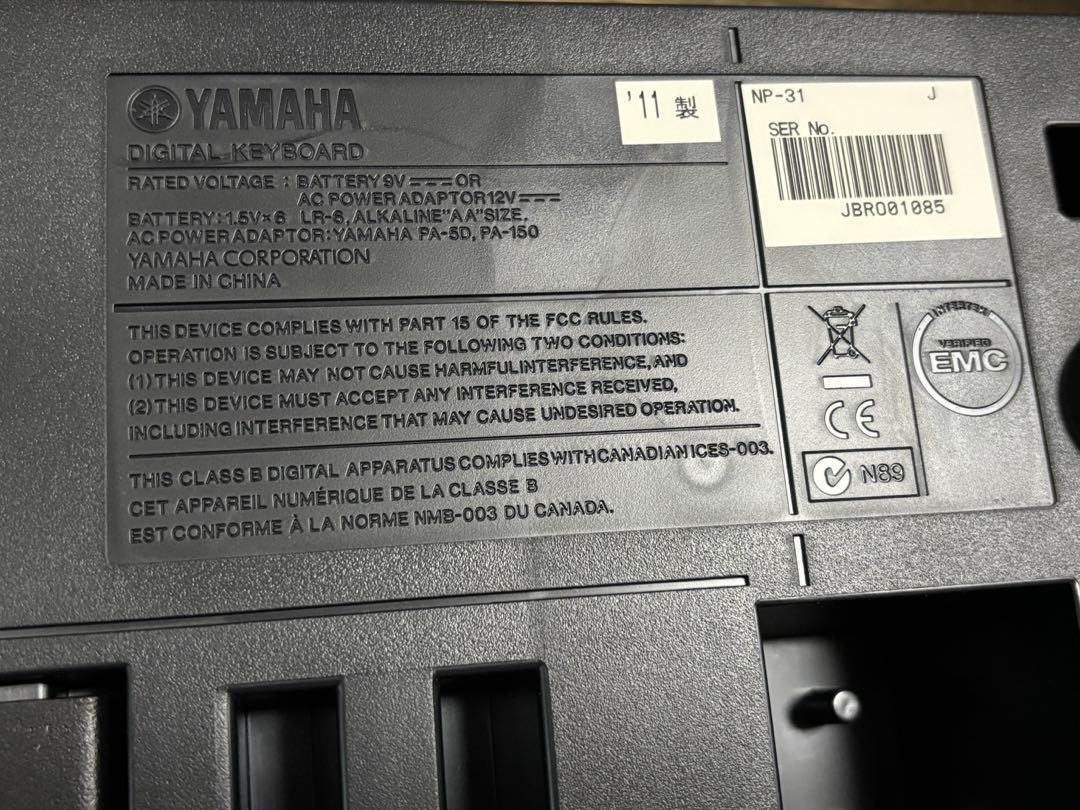 YAMAHA
DIGITAL KEYBOARD
'11 製
RATED VOLTAGE : BATTERY 9V OR
AC POWER ADAPTOR 12V
BATTERY: 1.5V×6 LR-6, ALKALINE"AA"SIZE.
AC POWER ADAPTOR: YAMAHA PA-5D, PA-150
YAMAHA CORPORATION
MADE IN CHINA
NP-31 J
SER No.
JBRO01085
THIS DEVICE COMPLIES WITH PART 15 OF THE FCC RULES.
OPERATION IS SUBJECT TO THE FOLLOWING TWO CONDITIONS:
(1) THIS DEVICE MAY NOT CAUSE HARMFUL INTERFERENCE, AND
(2) THIS DEVICE MUST ACCEPT ANY INTERFERENCE RECEIVED,
INCLUDING INTERFERENCE THAT MAY CAUSE UNDESIRED OPERATION.
THIS CLASS B DIGITAL APPARATUS COMPLIES WITH CANADIAN ICES-003.
CET APPAREIL NUMÉRIQUE DE LA CLASSE B
EST CONFORME À LA NORME NMB-003 DU CANADA.
CE
N89
INTERTEK
VERIFIED
EMC